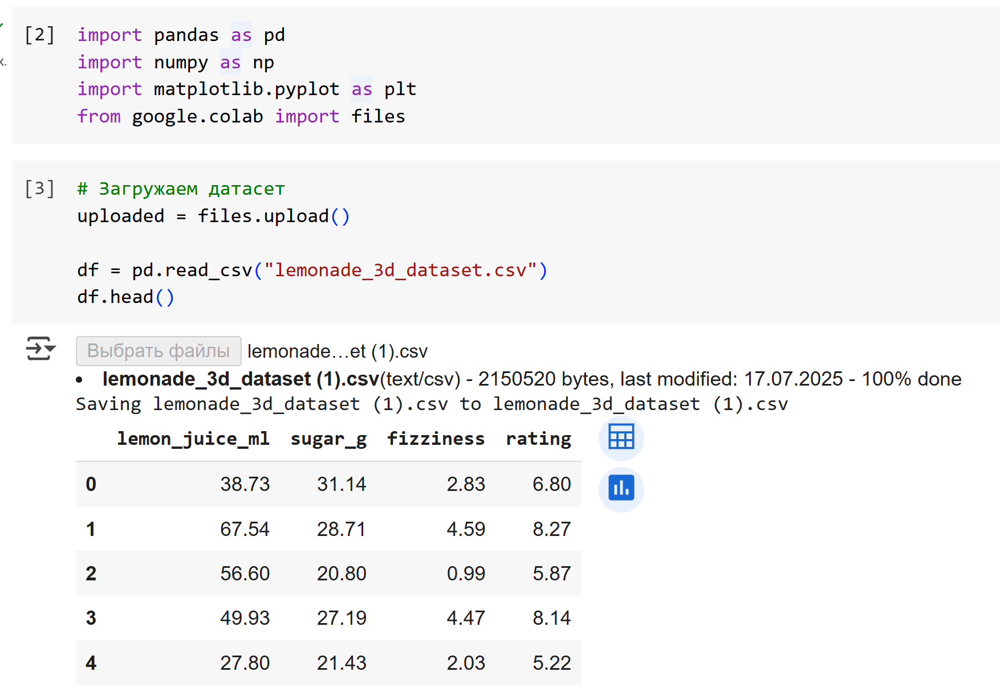 [2] import pandas as pd
import numpy as np
к.
import matplotlib.pyplot as plt
from google.colab import files
[3] # Загружаем датасет
uploaded = files.upload()
df = pd.read_csv("lemonade_3d_dataset.csv")
df.head()
Выбрать файлы lemonade...et (1).csv
• lemonade_3d_dataset (1).csv(text/csv) - 2150520 bytes, last modified: 17.07.2025 - 100% done
Saving lemonade_3d_dataset (1).csv to lemonade_3d_dataset (1).csv
lemon_juice_ml sugar_g fizziness rating
0 38.73 31.14 2.83 6.80
1 67.54 28.71 4.59 8.27
2 56.60 20.80 0.99 5.87
3 49.93 27.19 4.47 8.14
4 27.80 21.43 2.03 5.22